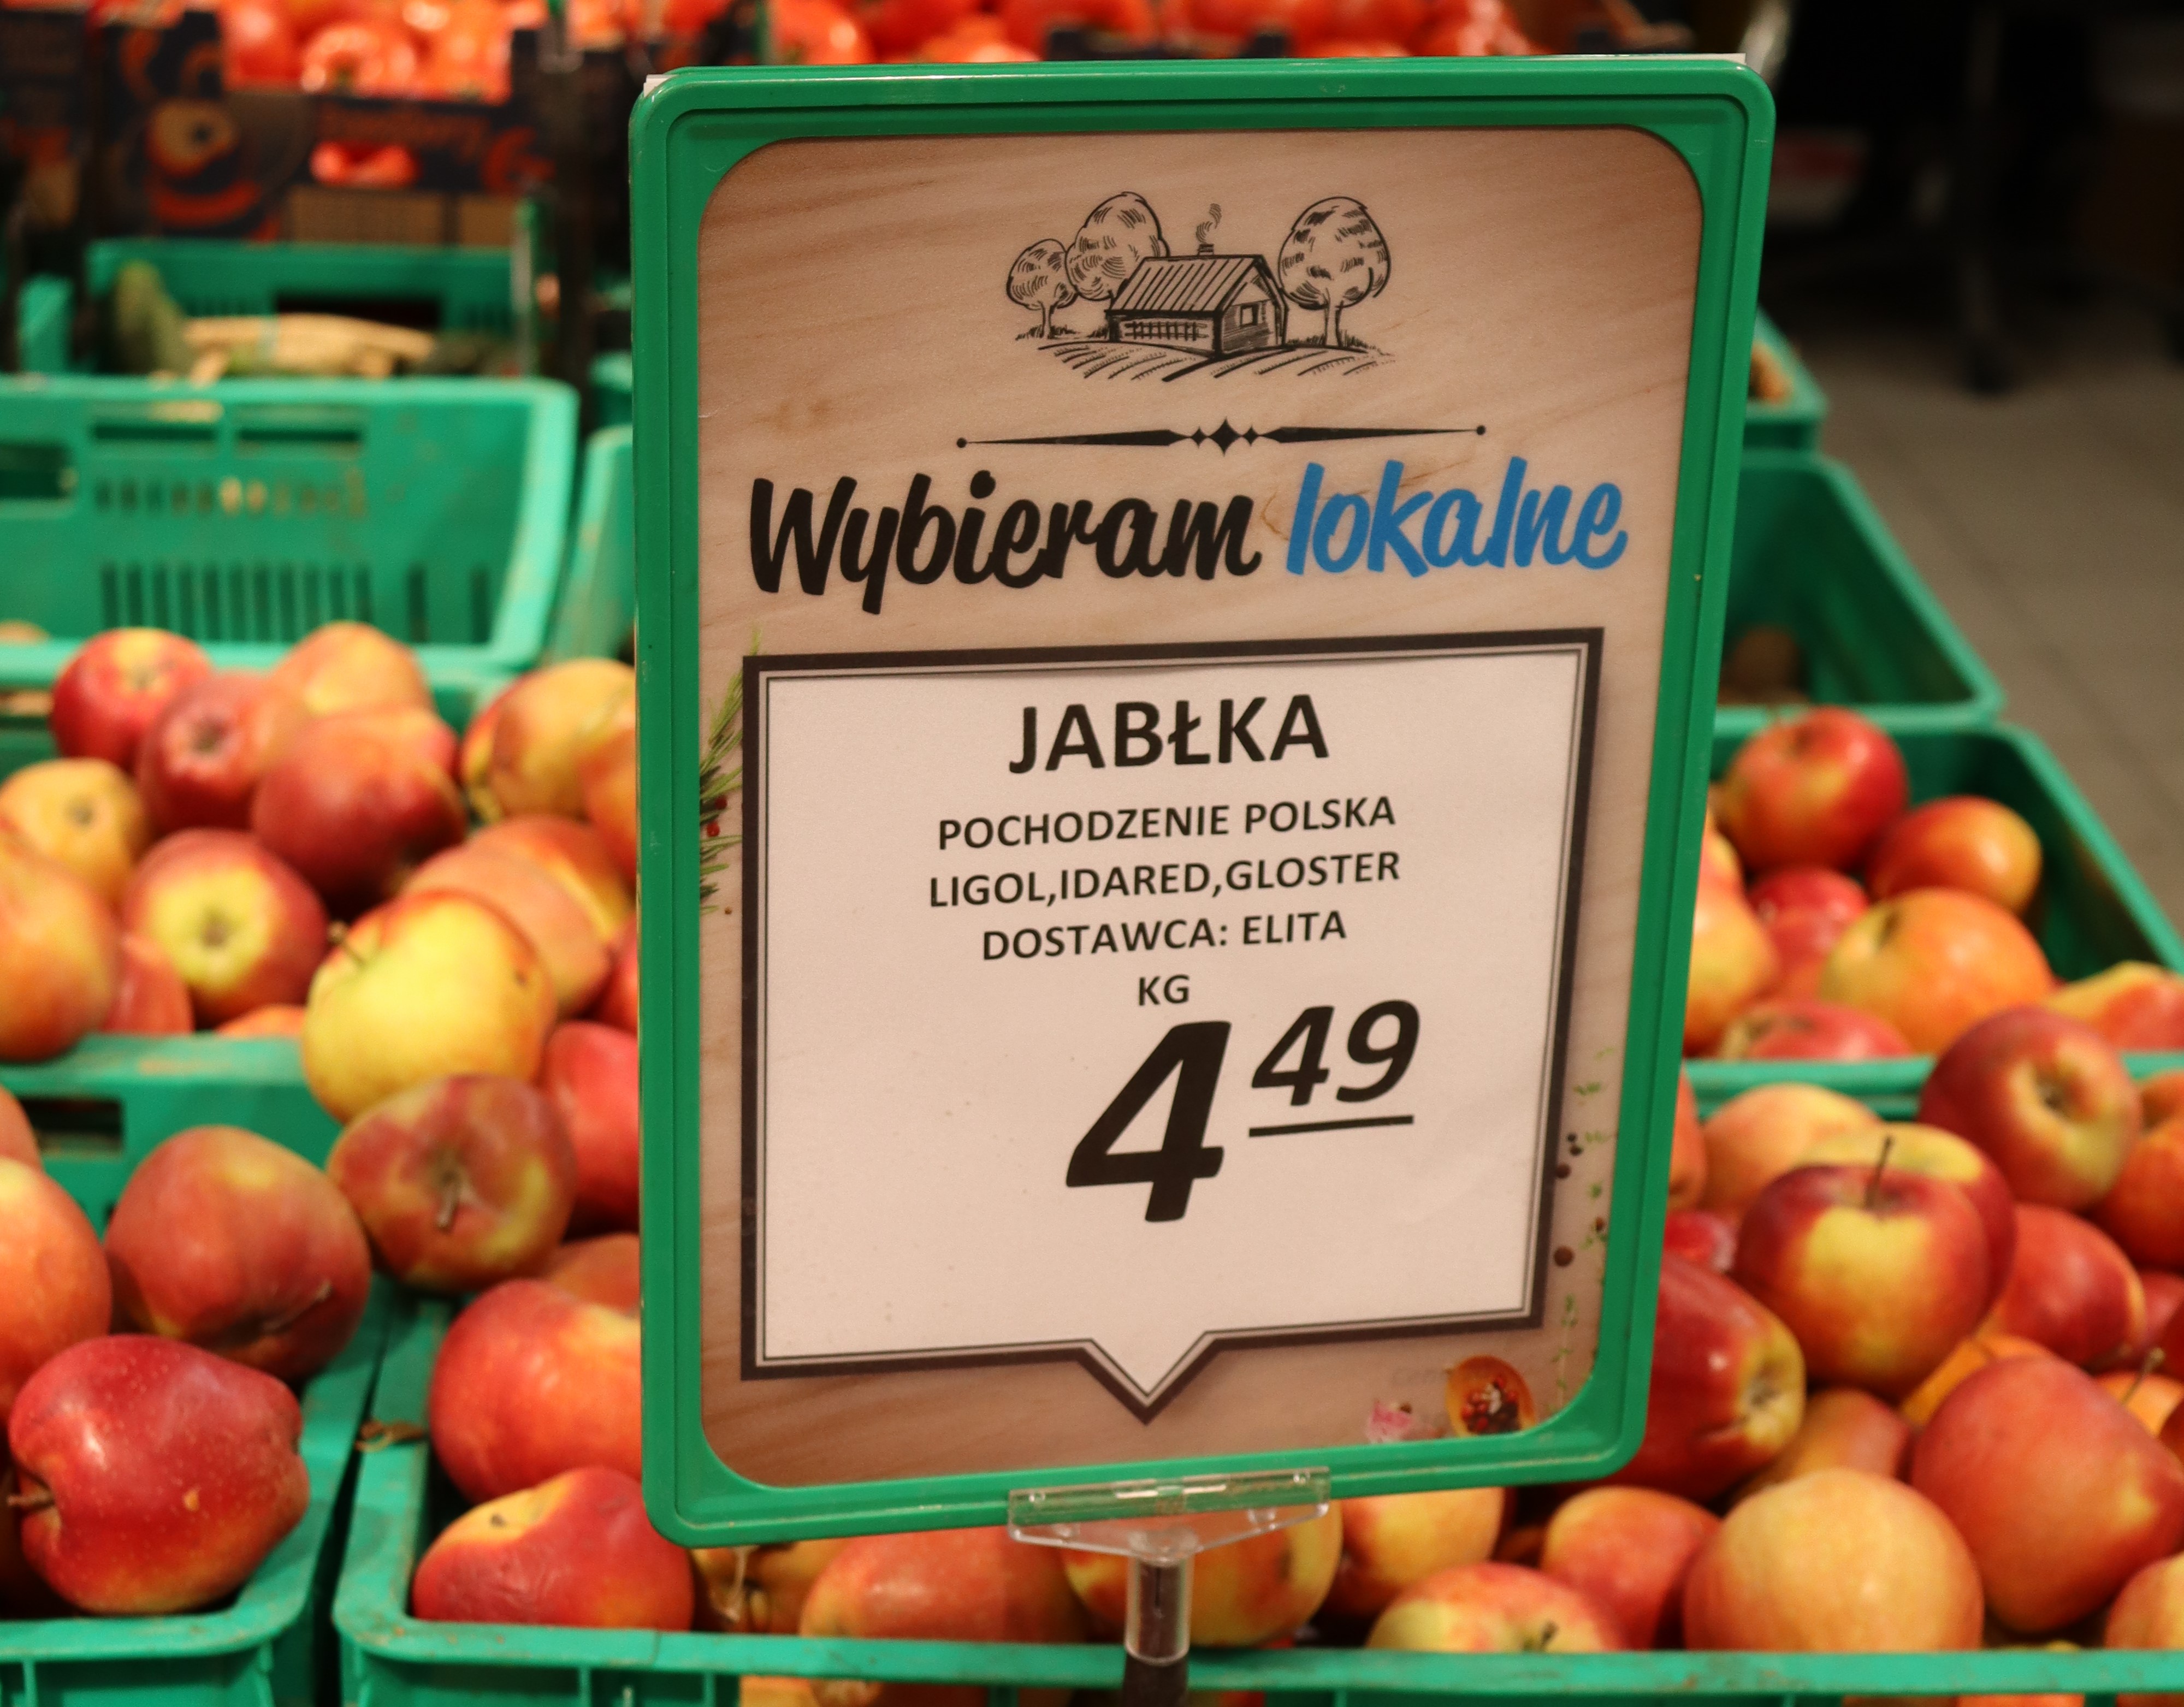 Wybieram lokalne
JABŁKA
POCHODZENIE POLSKA
LIGOL,IDARED,GLOSTER
DOSTAWCA: ELITA
KG
4 49